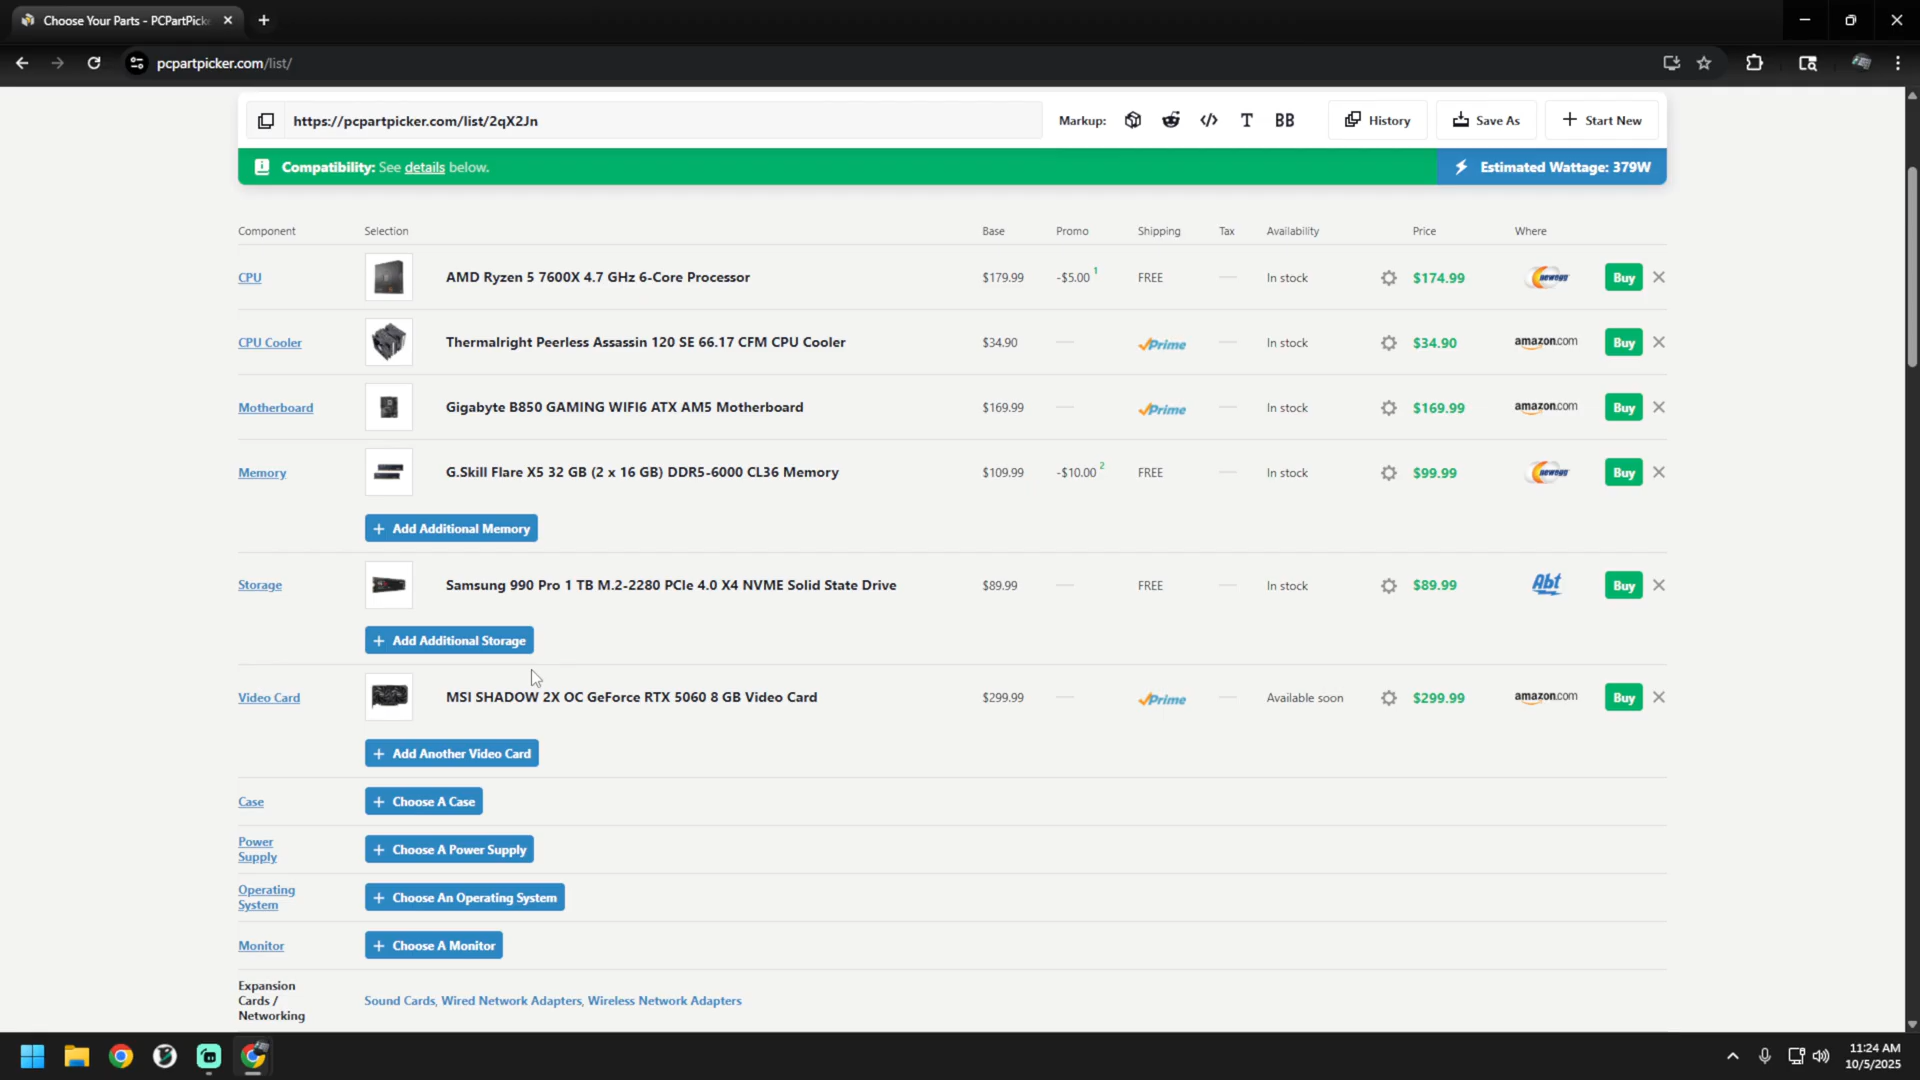 Choose Your Parts - PCPartPick
pcpartpicker.com/list/
https://pcpartpicker.com/list/2qX2Jn
Markup:
T
BB
History
Save As
Start New
Compatibility: See details below.
Estimated Wattage: 379W
Component Selection Base Promo Shipping Tax Availability Price Where
CPU AMD Ryzen 5 7600X 4.7 GHz 6-Core Processor $179.99 -$5.00 1 FREE — In stock $174.99 newegg Buy
CPU Cooler Thermalright Peerless Assassin 120 SE 66.17 CFM CPU Cooler $34.90 — Prime — In stock $34.90 amazon.com Buy
Motherboard Gigabyte B850 GAMING WIFI6 ATX AM5 Motherboard $169.99 — Prime — In stock $169.99 amazon.com Buy
Memory G.Skill Flare X5 32 GB (2 x 16 GB) DDR5-6000 CL36 Memory $109.99 -$10.00 2 FREE — In stock $99.99 newegg Buy
+ Add Additional Memory
Storage Samsung 990 Pro 1 TB M.2-2280 PCIe 4.0 X4 NVME Solid State Drive $89.99 — FREE — In stock $89.99 Abt Buy
+ Add Additional Storage
Video Card MSI SHADOW 2X OC GeForce RTX 5060 8 GB Video Card $299.99 — Prime — Available soon $299.99 amazon.com Buy
+ Add Another Video Card
Case + Choose A Case
Power
Supply
+ Choose A Power Supply
Operating
System
+ Choose An Operating System
Monitor + Choose A Monitor
Expansion
Cards /
Networking
Sound Cards, Wired Network Adapters, Wireless Network Adapters
11:24 AM
10/5/2025